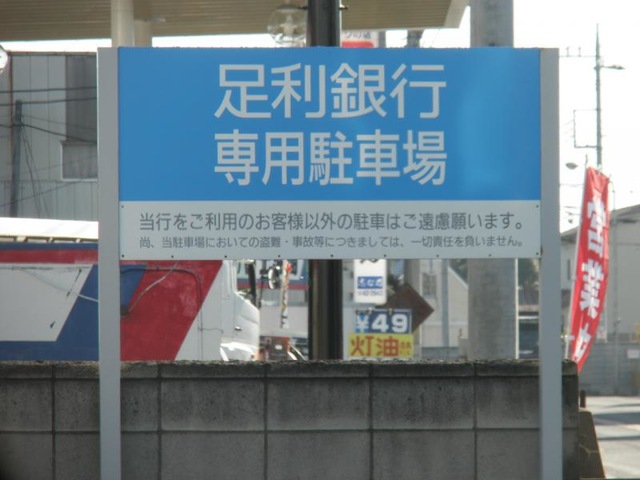 足利銀行
専用駐車場
当行をご利用のお客様以外の駐車はご遠慮願います。
尚、当駐車場においての盗難・事故等につきましては、一切責任を負いません。
¥49
灯油
営業中